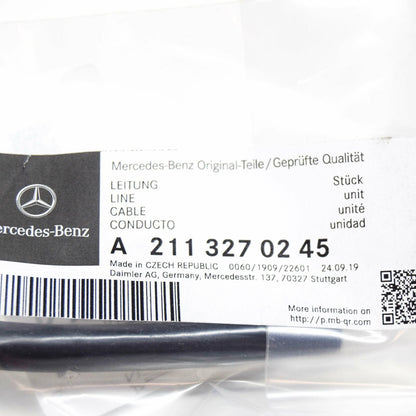 Mercedes-Benz Original-Teile/Geprüfte Qualität
LEITUNG Stück
LINE unit
CABLE unité
CONDUCTO unidad
ercedes-Benz
A 211 327 02 45
Made in CZECH REPUBLIC 0060/1909/22601 24.09.19
Daimler AG, Germany, Mercedesstr. 137, 70327 Stuttgart
More information:
http://p.mb-qr.com